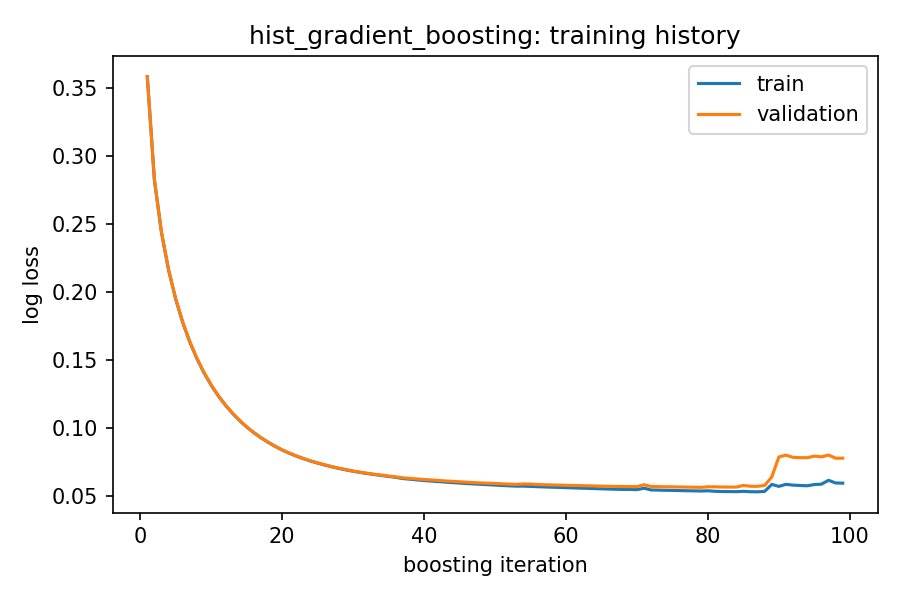 hist_gradient_boosting: training history
train
validation
log loss
0.35
0.30
0.25
0.20
0.15
0.10
0.05
0 20 40 60 80 100
boosting iteration